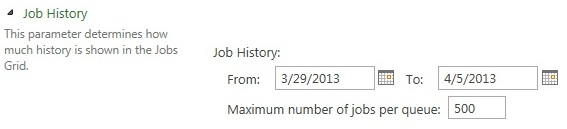 Job History
This parameter determines how
much history is shown in the Jobs
Grid.
Job History:
From: 3/29/2013 To: 4/5/2013
Maximum number of jobs per queue: 500